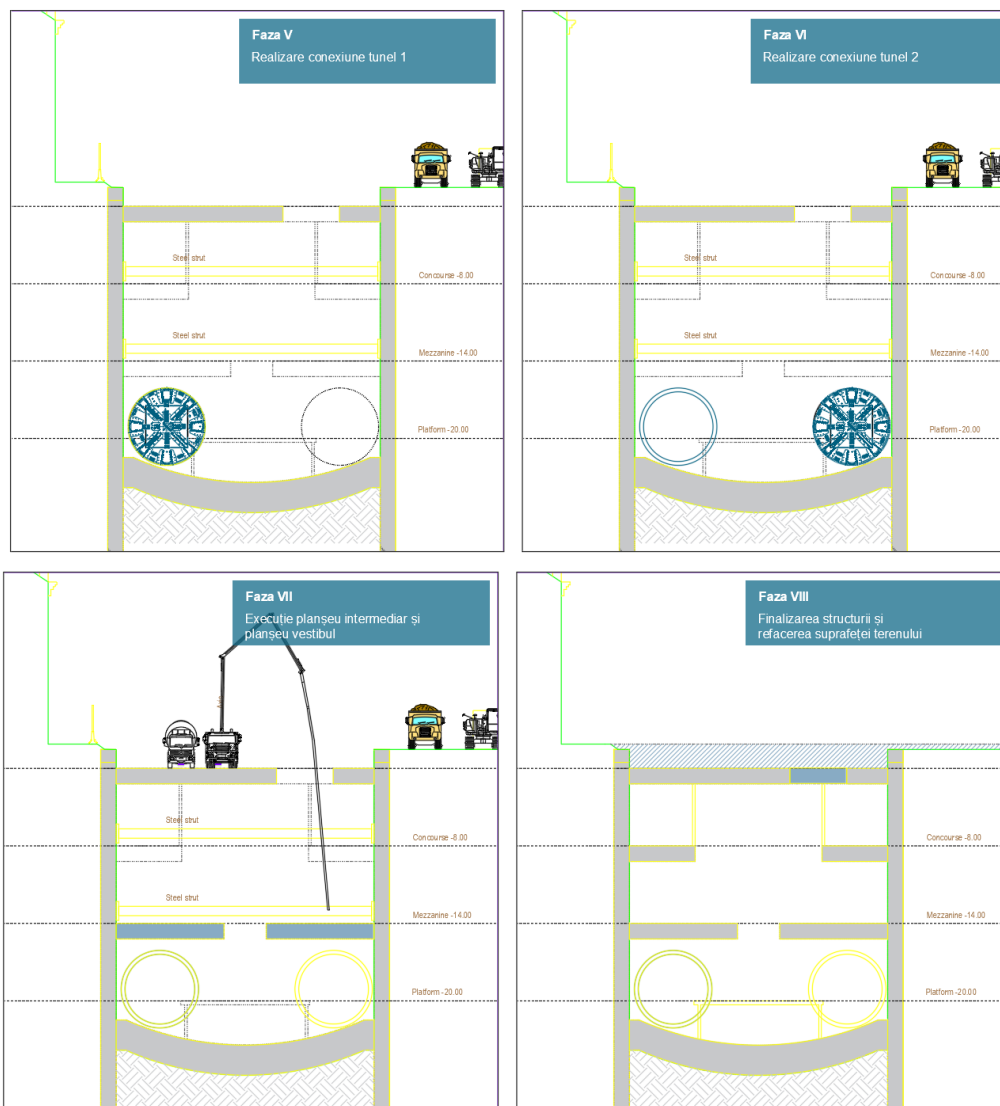 Faza V
Realizare conexiune tunel 1
Steel strut
Concourse -8.00
Steel strut
Mezzanine -14.00
Platform -20.00
Faza VI
Realizare conexiune tunel 2
Steel strut
Concourse -8.00
Steel strut
Mezzanine -14.00
Platform -20.00
Faza VII
Execuție planșeu intermediar și
planșeu vestibul
Steel strut
Concourse -8.00
Steel strut
Mezzanine -14.00
Platform -20.00
Faza VIII
Finalizarea structurii și
refacerea suprafeței terenului
Concourse -8.00
Mezzanine -14.00
Platform -20.00